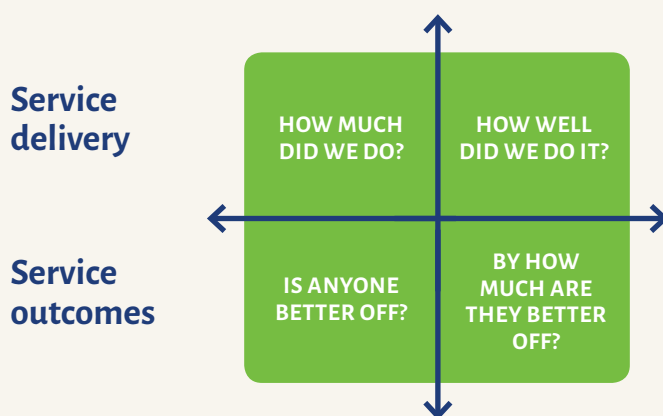 Service
delivery
HOW MUCH
DID WE DO?
HOW WELL
DID WE DO IT?
Service
outcomes
IS ANYONE
BETTER OFF?
BY HOW
MUCH ARE
THEY BETTER
OFF?